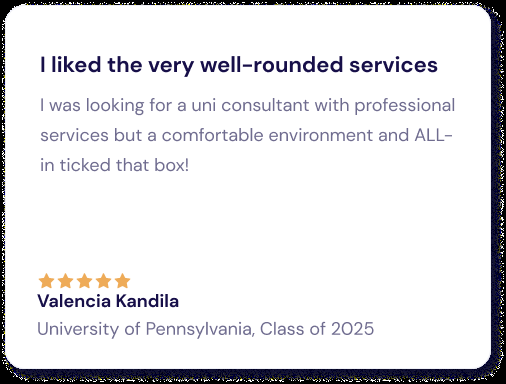 I liked the very well-rounded services
I was looking for a uni consultant with professional
services but a comfortable environment and ALL-
in ticked that box!
Valencia Kandila
University of Pennsylvania, Class of 2025